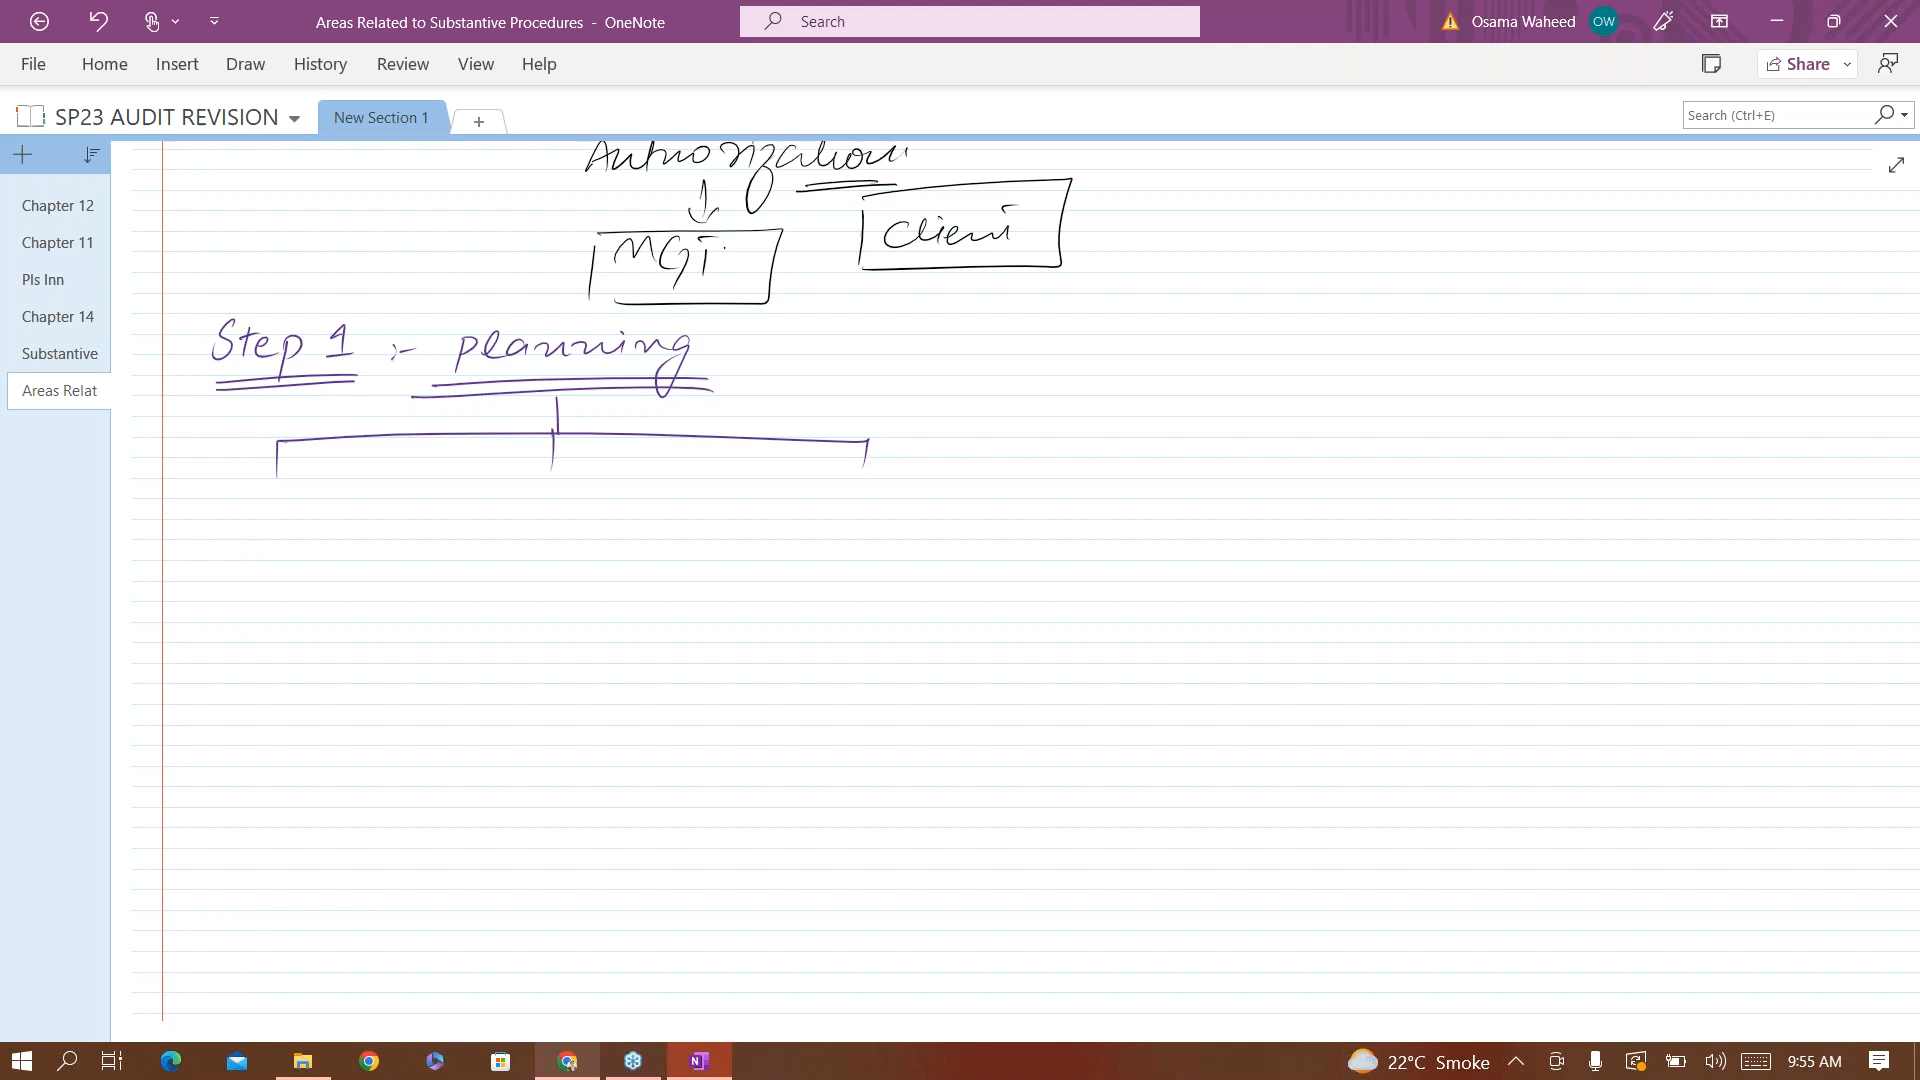 Areas Related to Substantive Procedures - OneNote
Search
Osama Waheed
OW
File Home Insert Draw History Review View Help
Share
SP23 AUDIT REVISION
New Section 1
Search (Ctrl+E)
Chapter 12
Chapter 11
PIs Inn
Chapter 14
Substantive
Areas Relat
Authorization
MGT
Client
Step 1 :- planning
22°C Smoke
9:55 AM